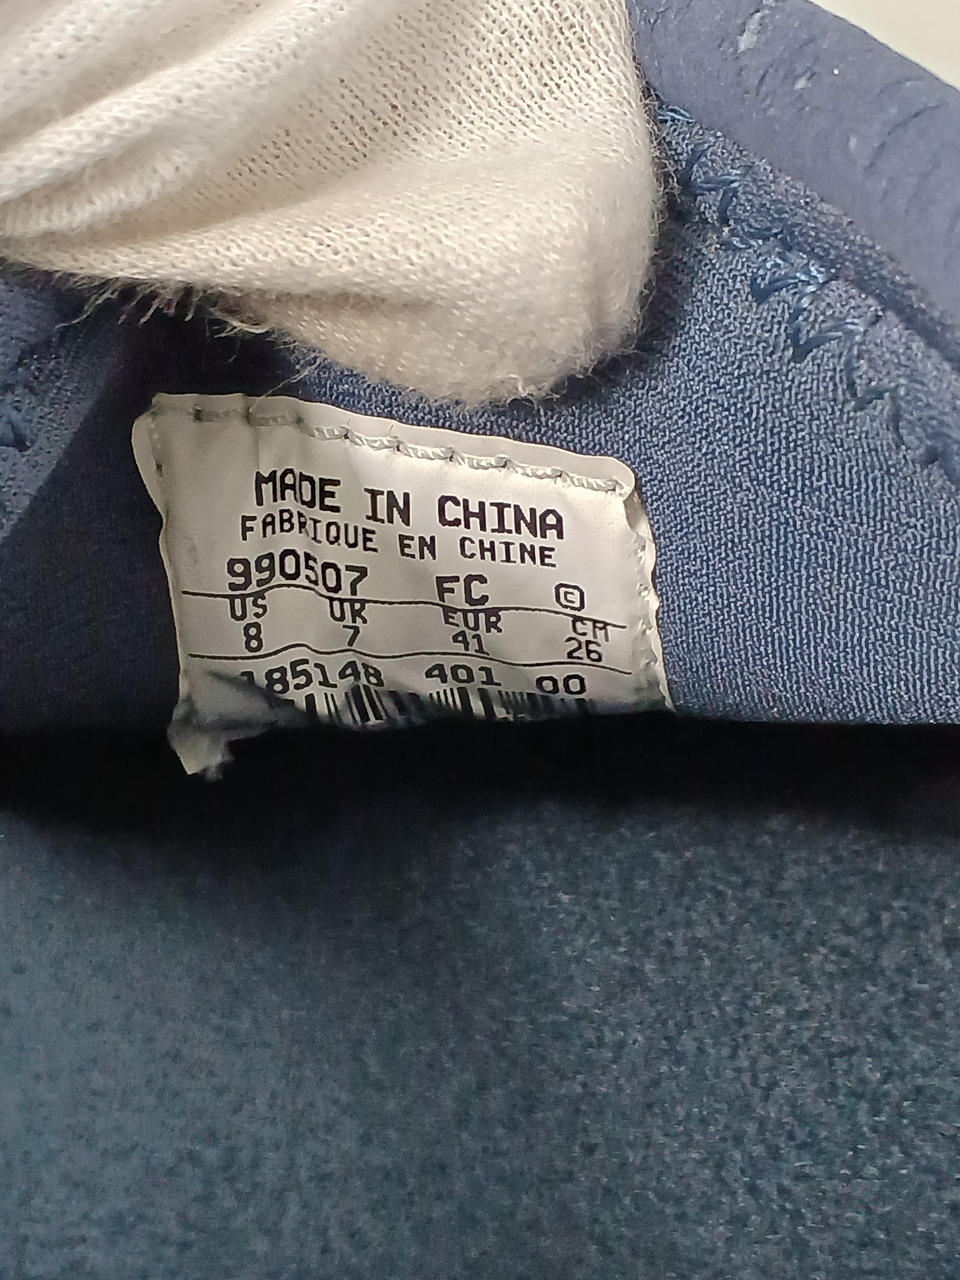 MADE IN CHINA
FABRIQUE EN CHINE
990507 FC ©
US UK EUR CM
8 7 41 26
185148 401 00